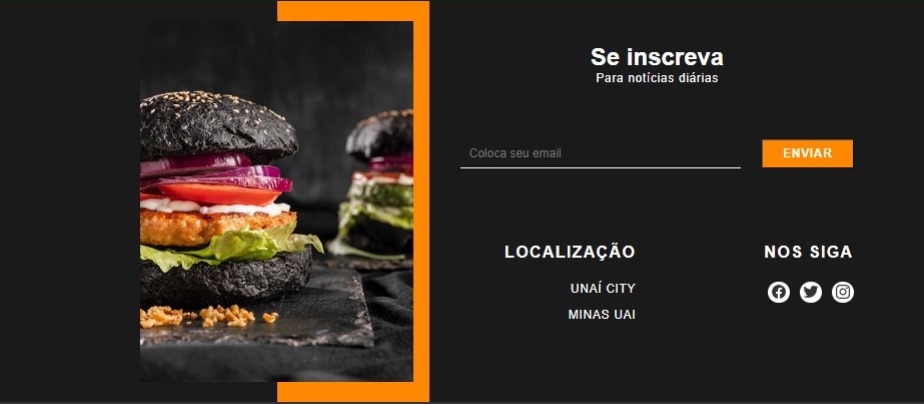 Se inscreva
Para notícias diárias
Coloca seu email
ENVIAR
LOCALIZAÇÃO
UNAÍ CITY
MINAS UAI
NOS SIGA